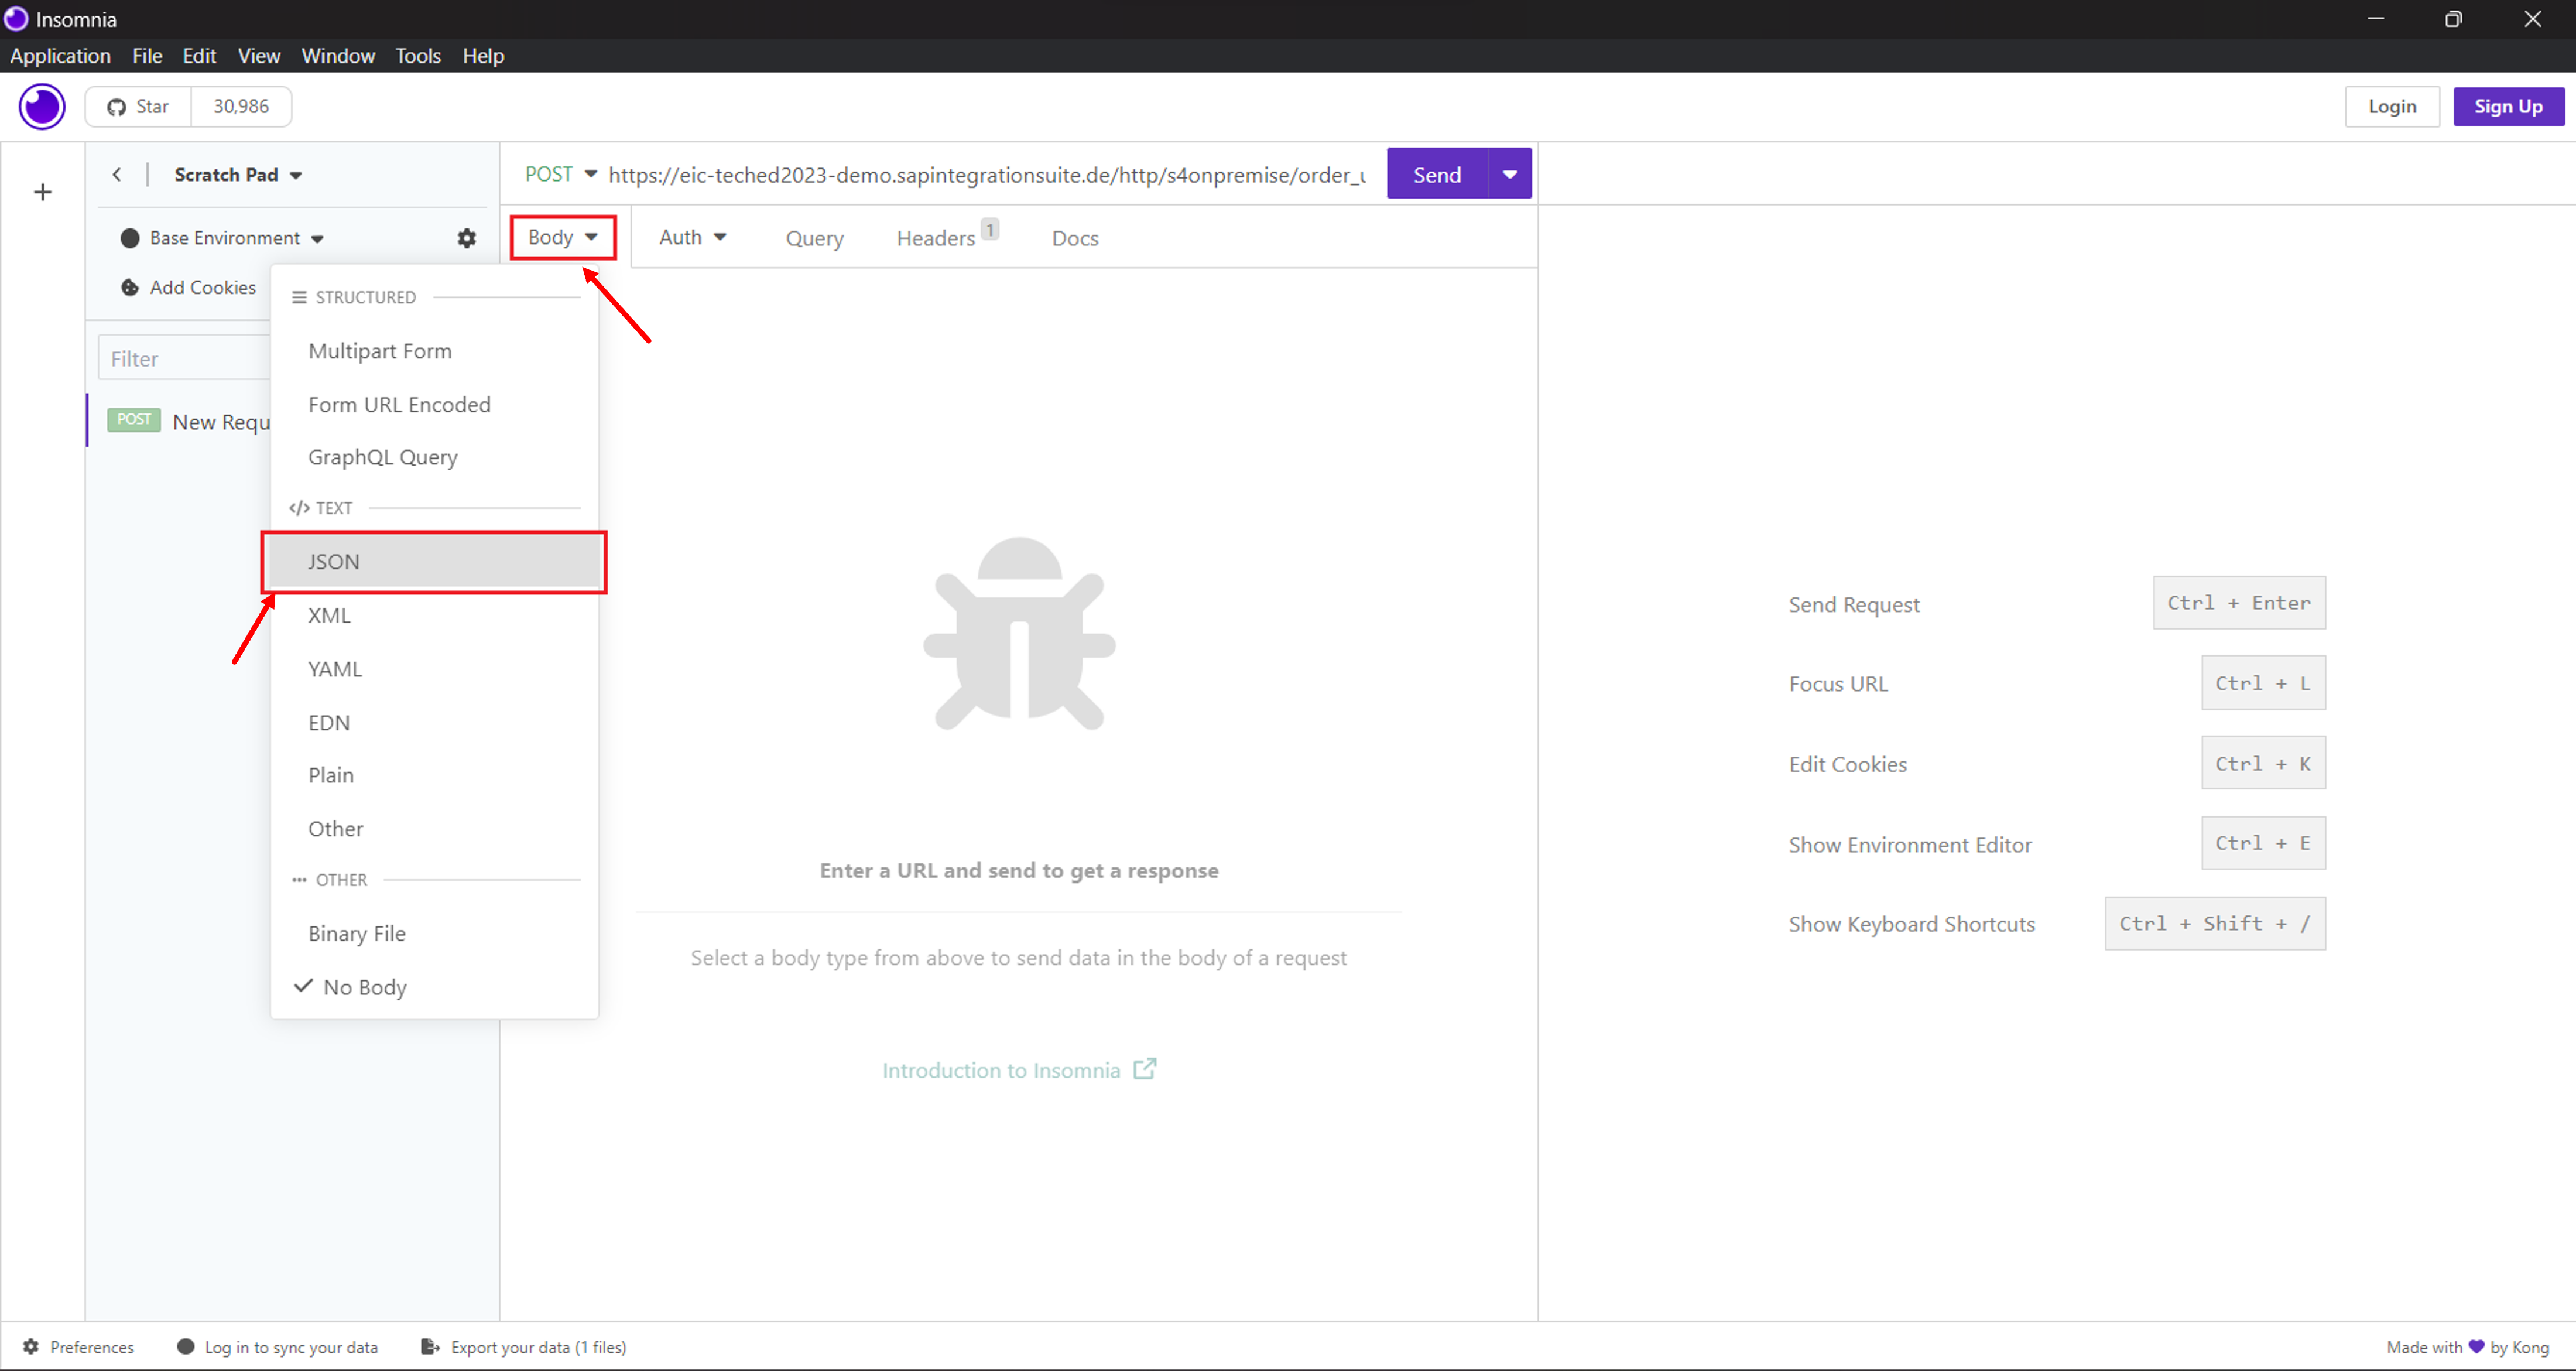 Insomnia
Application File Edit View Window Tools Help
Star 30,986
Login Sign Up
Scratch Pad
POST https://eic-teched2023-demo.sapintegrationsuite.de/http/s4onpremise/order_u
Send
Base Environment
Body Auth Query Headers 1 Docs
Add Cookies
STRUCTURED
Multipart Form
Filter
Form URL Encoded
POST New Requ
GraphQL Query
</> TEXT
JSON
XML
YAML
EDN
Plain
Other
OTHER
Binary File
No Body
Enter a URL and send to get a response
Select a body type from above to send data in the body of a request
Introduction to Insomnia
Send Request Ctrl + Enter
Focus URL Ctrl + L
Edit Cookies Ctrl + K
Show Environment Editor Ctrl + E
Show Keyboard Shortcuts Ctrl + Shift + /
Preferences Log in to sync your data Export your data (1 files) Made with by Kong